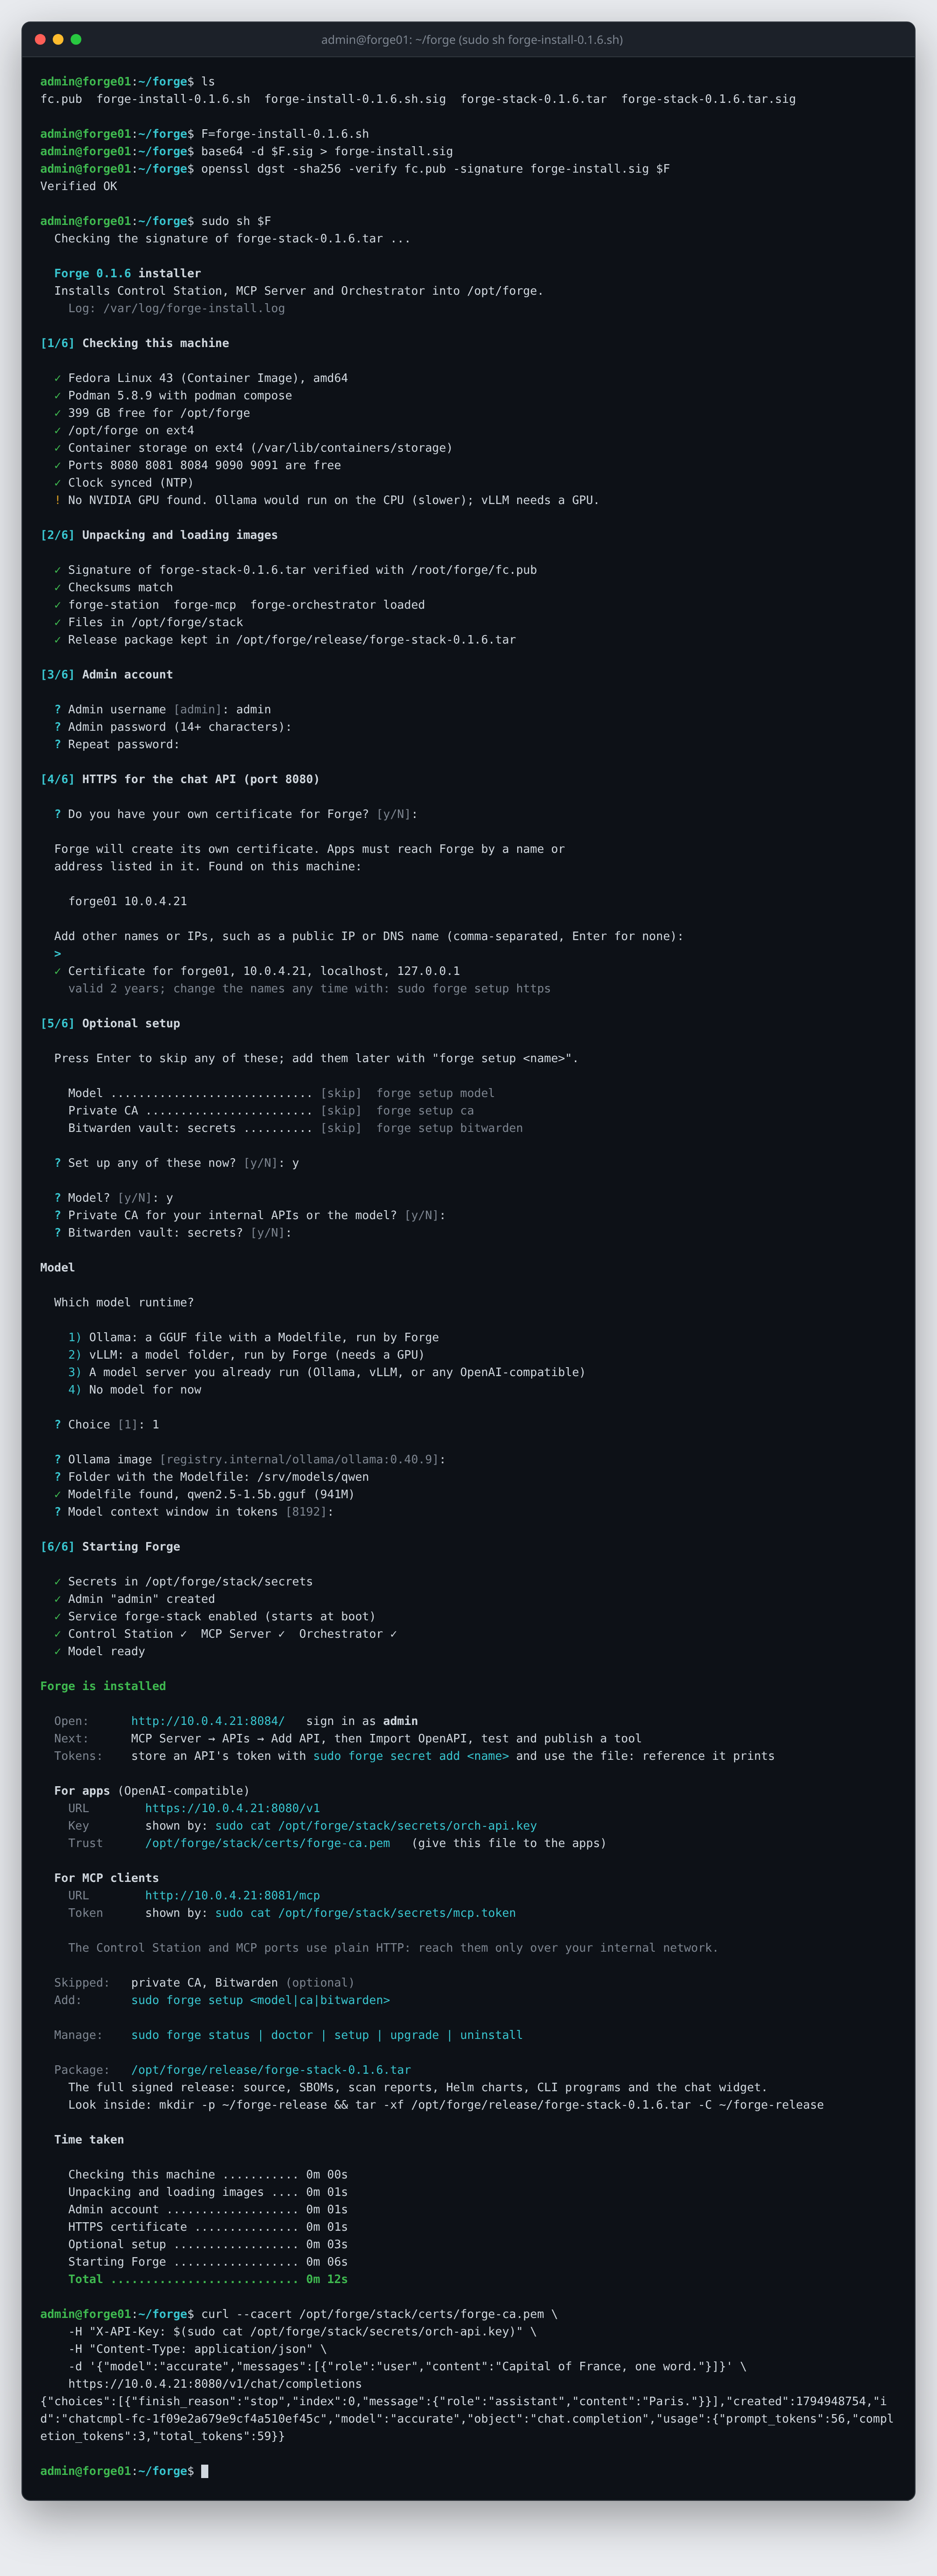 admin@forge01: ~/forge (sudo sh forge-install-0.1.6.sh)
admin@forge01:~/forge$ ls
fc.pub  forge-install-0.1.6.sh  forge-install-0.1.6.sh.sig  forge-stack-0.1.6.tar  forge-stack-0.1.6.tar.sig
admin@forge01:~/forge$ F=forge-install-0.1.6.sh
admin@forge01:~/forge$ base64 -d $F.sig > forge-install.sig
admin@forge01:~/forge$ openssl dgst -sha256 -verify fc.pub -signature forge-install.sig $F
Verified OK
admin@forge01:~/forge$ sudo sh $F
Checking the signature of forge-stack-0.1.6.tar ...
Forge 0.1.6 installer
Installs Control Station, MCP Server and Orchestrator into /opt/forge.
Log: /var/log/forge-install.log
[1/6] Checking this machine
✓ Fedora Linux 43 (Container Image), amd64
✓ Podman 5.8.9 with podman compose
✓ 399 GB free for /opt/forge
✓ /opt/forge on ext4
✓ Container storage on ext4 (/var/lib/containers/storage)
✓ Ports 8080 8081 8084 9090 9091 are free
✓ Clock synced (NTP)
! No NVIDIA GPU found. Ollama would run on the CPU (slower); vLLM needs a GPU.
[2/6] Unpacking and loading images
✓ Signature of forge-stack-0.1.6.tar verified with /root/forge/fc.pub
✓ Checksums match
✓ forge-station  forge-mcp  forge-orchestrator loaded
✓ Files in /opt/forge/stack
✓ Release package kept in /opt/forge/release/forge-stack-0.1.6.tar
[3/6] Admin account
? Admin username [admin]: admin
? Admin password (14+ characters):
? Repeat password:
[4/6] HTTPS for the chat API (port 8080)
? Do you have your own certificate for Forge? [y/N]:
Forge will create its own certificate. Apps must reach Forge by a name or
address listed in it. Found on this machine:
forge01 10.0.4.21
Add other names or IPs, such as a public IP or DNS name (comma-separated, Enter for none):
>
✓ Certificate for forge01, 10.0.4.21, localhost, 127.0.0.1
valid 2 years; change the names any time with: sudo forge setup https
[5/6] Optional setup
Press Enter to skip any of these; add them later with "forge setup <name>".
Model ............................. [skip]  forge setup model
Private CA ........................ [skip]  forge setup ca
Bitwarden vault: secrets .......... [skip]  forge setup bitwarden
? Set up any of these now? [y/N]: y
? Model? [y/N]: y
? Private CA for your internal APIs or the model? [y/N]:
? Bitwarden vault: secrets? [y/N]:
Model
Which model runtime?
1) Ollama: a GGUF file with a Modelfile, run by Forge
2) vLLM: a model folder, run by Forge (needs a GPU)
3) A model server you already run (Ollama, vLLM, or any OpenAI-compatible)
4) No model for now
? Choice [1]: 1
? Ollama image [registry.internal/ollama/ollama:0.40.9]:
? Folder with the Modelfile: /srv/models/qwen
✓ Modelfile found, qwen2.5-1.5b.gguf (941M)
? Model context window in tokens [8192]:
[6/6] Starting Forge
✓ Secrets in /opt/forge/stack/secrets
✓ Admin "admin" created
✓ Service forge-stack enabled (starts at boot)
✓ Control Station ✓  MCP Server ✓  Orchestrator ✓
✓ Model ready
Forge is installed
Open:      http://10.0.4.21:8084/   sign in as admin
Next:      MCP Server → APIs → Add API, then Import OpenAPI, test and publish a tool
Tokens:    store an API's token with sudo forge secret add <name> and use the file: reference it prints
For apps (OpenAI-compatible)
URL        https://10.0.4.21:8080/v1
Key        shown by: sudo cat /opt/forge/stack/secrets/orch-api.key
Trust      /opt/forge/stack/certs/forge-ca.pem   (give this file to the apps)
For MCP clients
URL        http://10.0.4.21:8081/mcp
Token      shown by: sudo cat /opt/forge/stack/secrets/mcp.token
The Control Station and MCP ports use plain HTTP: reach them only over your internal network.
Skipped:   private CA, Bitwarden (optional)
Add:       sudo forge setup <model|ca|bitwarden>
Manage:    sudo forge status | doctor | setup | upgrade | uninstall
Package:   /opt/forge/release/forge-stack-0.1.6.tar
The full signed release: source, SBOMs, scan reports, Helm charts, CLI programs and the chat widget.
Look inside: mkdir -p ~/forge-release && tar -xf /opt/forge/release/forge-stack-0.1.6.tar -C ~/forge-release
Time taken
Checking this machine ........... 0m 00s
Unpacking and loading images .... 0m 01s
Admin account ................... 0m 01s
HTTPS certificate ............... 0m 01s
Optional setup .................. 0m 03s
Starting Forge .................. 0m 06s
Total ........................... 0m 12s
admin@forge01:~/forge$ curl --cacert /opt/forge/stack/certs/forge-ca.pem \
-H "X-API-Key: $(sudo cat /opt/forge/stack/secrets/orch-api.key)" \
-H "Content-Type: application/json" \
-d '{"model":"accurate","messages":[{"role":"user","content":"Capital of France, one word."}]}' \
https://10.0.4.21:8080/v1/chat/completions
{"choices":[{"finish_reason":"stop","index":0,"message":{"role":"assistant","content":"Paris."}}],"created":1794948754,"i
d":"chatcmpl-fc-1f09e2a679e9cf4a510ef45c","model":"accurate","object":"chat.completion","usage":{"prompt_tokens":56,"compl
etion_tokens":3,"total_tokens":59}}
admin@forge01:~/forge$